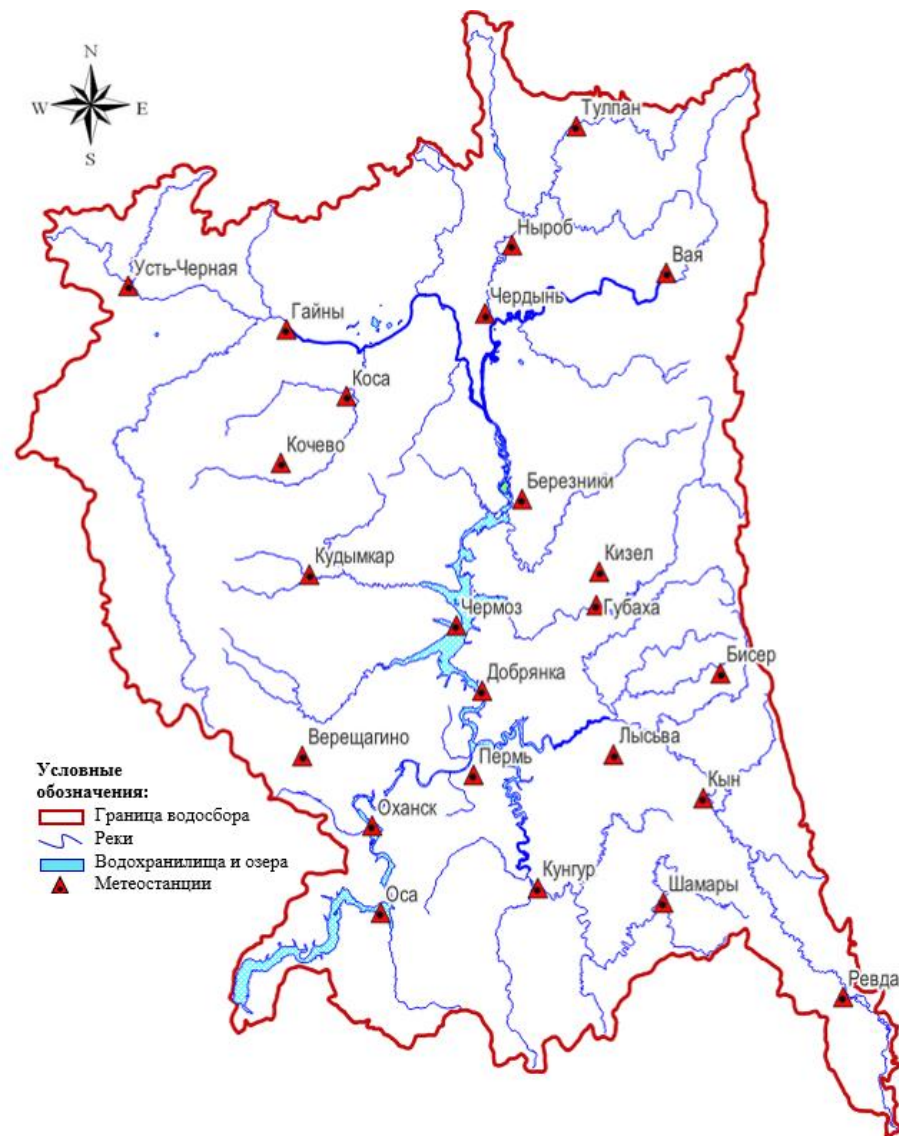 N
W E
S
Тулпан
Ныроб
Вая
Усть-Черная
Чердынь
Гайны
Коса
Кочево
Березники
Кудымкар
Кизел
Губаха
Чермоз
Бисер
Добрянка
Верещагино
Лысьва
Пермь
Кын
Оханск
Кунгур
Шамары
Оса
Ревда
Условные
обозначения:
Граница водосбора
Реки
Водохранилища и озера
Метеостанции